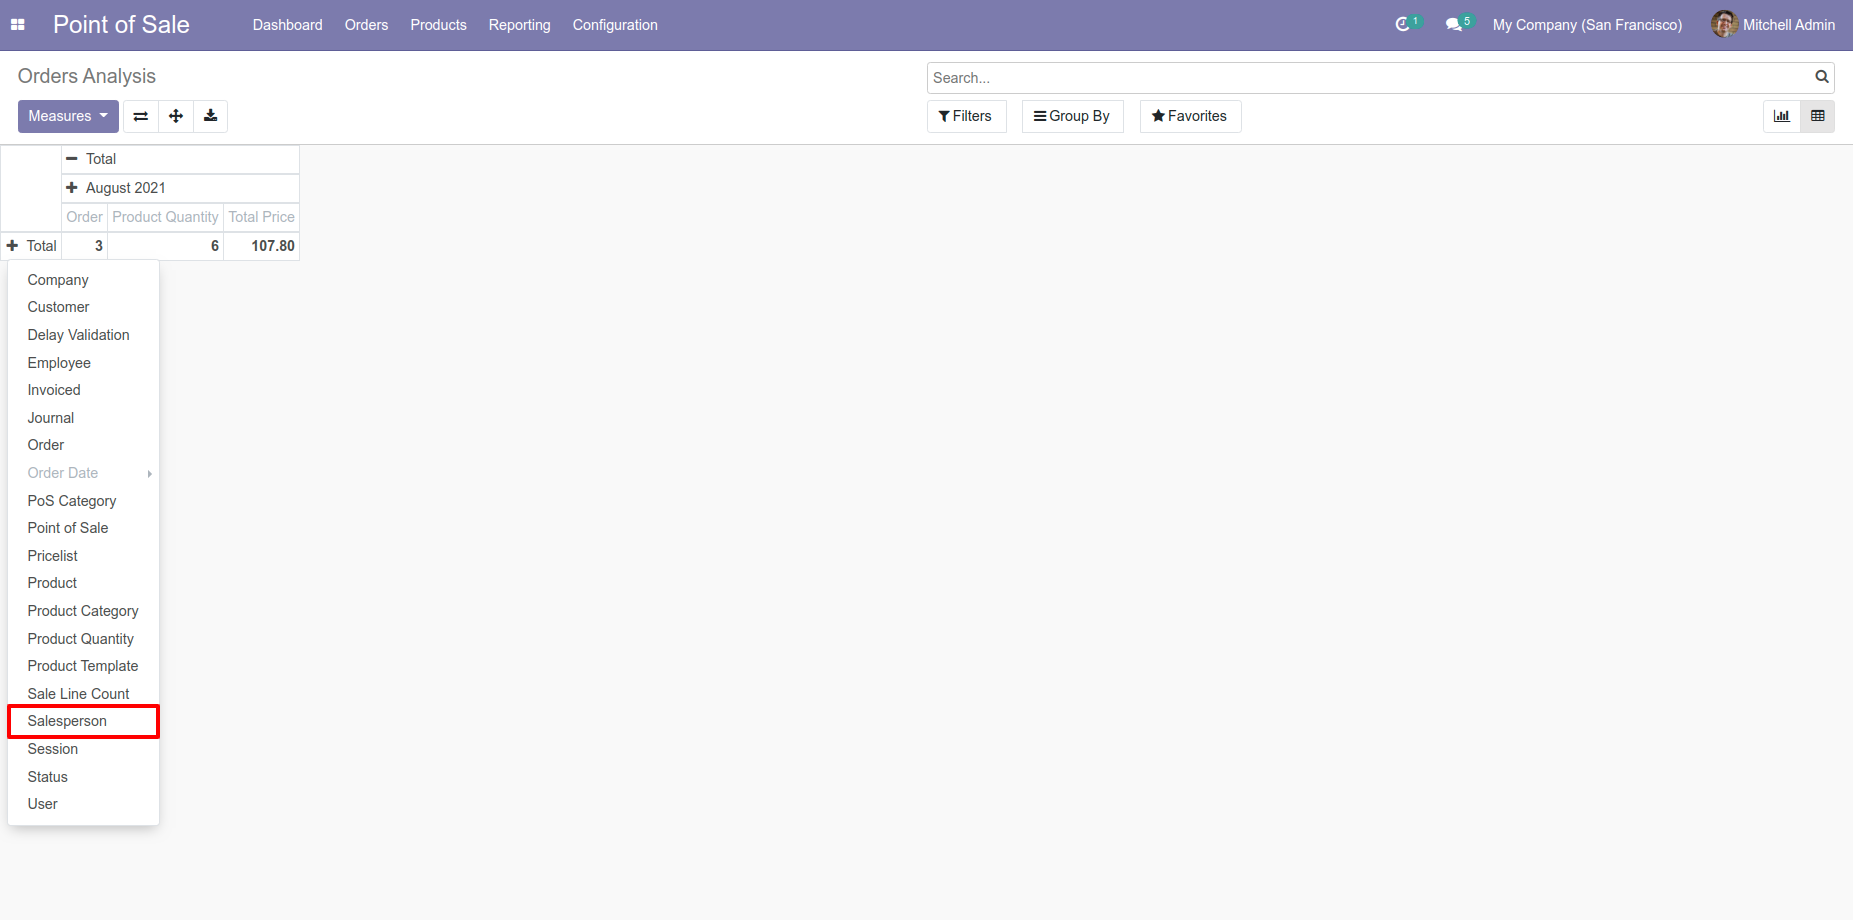 Point of Sale Dashboard Orders Products Reporting Configuration 1 5 My Company (San Francisco) Mitchell Admin
Orders Analysis Search...
Measures Filters Group By Favorites
Total
August 2021
Order Product Quantity Total Price
Total 3 6 107.80
Company
Customer
Delay Validation
Employee
Invoiced
Journal
Order
Order Date
PoS Category
Point of Sale
Pricelist
Product
Product Category
Product Quantity
Product Template
Sale Line Count
Salesperson
Session
Status
User